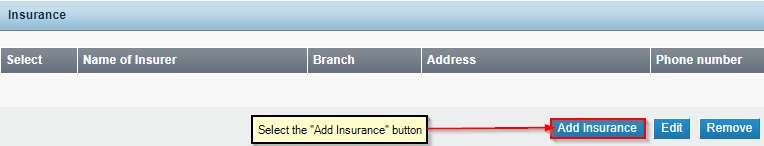 Insurance
Select Name of Insurer Branch Address Phone number
Select the "Add Insurance" button Add Insurance Edit Remove